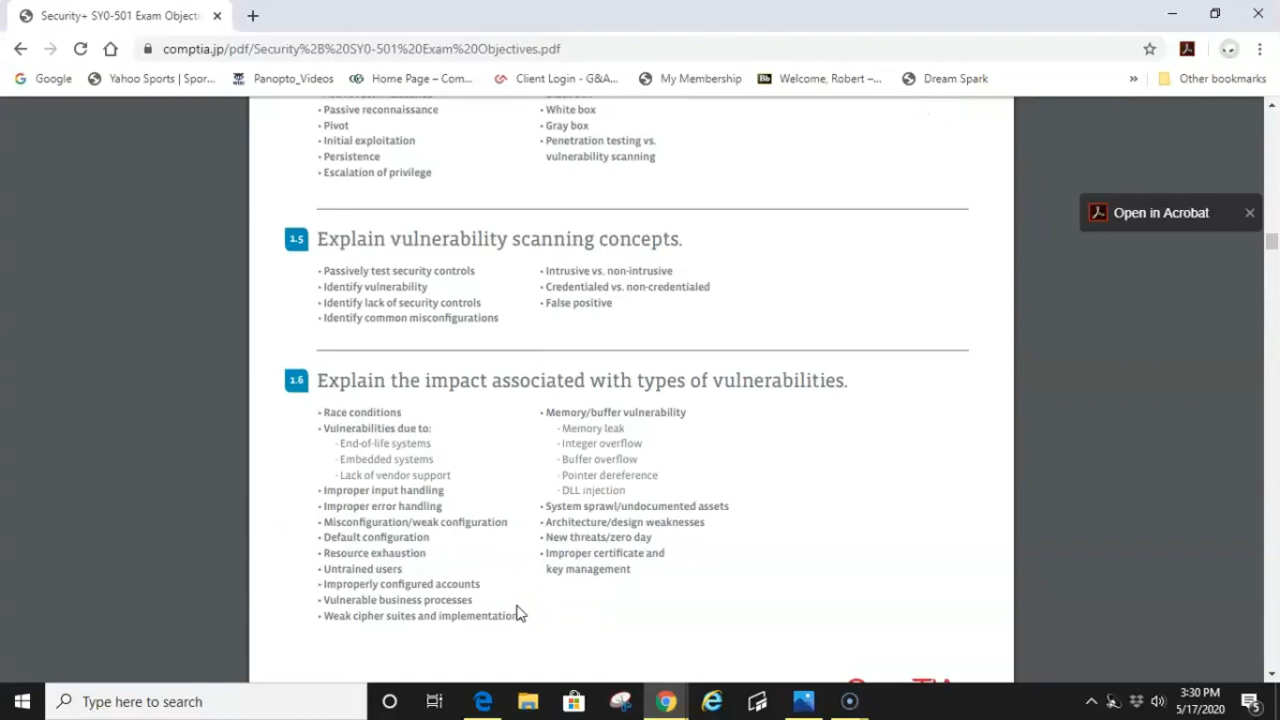 Security+ SY0-501 Exam Objecti
comptia.jp/pdf/Security%2B%20SY0-501%20Exam%20Objectives.pdf
Google
Yahoo Sports | Spor...
Panopto_Videos
Home Page – Com...
Client Login - G&A...
My Membership
Welcome, Robert –...
Dream Spark
»
Other bookmarks
• Passive reconnaissance
• Pivot
• Initial exploitation
• Persistence
• Escalation of privilege
• White box
• Gray box
• Penetration testing vs.
vulnerability scanning
Open in Acrobat
1.5 Explain vulnerability scanning concepts.
• Passively test security controls
• Identify vulnerability
• Identify lack of security controls
• Identify common misconfigurations
• Intrusive vs. non-intrusive
• Credentialed vs. non-credentialed
• False positive
1.6 Explain the impact associated with types of vulnerabilities.
• Race conditions
• Vulnerabilities due to:
- End-of-life systems
- Embedded systems
- Lack of vendor support
• Improper input handling
• Improper error handling
• Misconfiguration/weak configuration
• Default configuration
• Resource exhaustion
• Untrained users
• Improperly configured accounts
• Vulnerable business processes
• Weak cipher suites and implementation
• Memory/buffer vulnerability
- Memory leak
- Integer overflow
- Buffer overflow
- Pointer dereference
- DLL injection
• System sprawl/undocumented assets
• Architecture/design weaknesses
• New threats/zero day
• Improper certificate and
key management
Type here to search
3:30 PM
5/17/2020
5